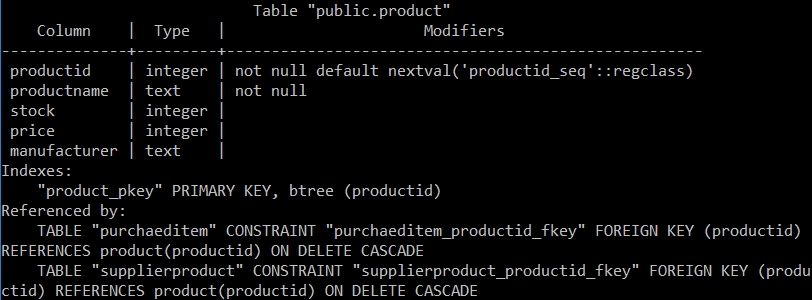 Table "public.product"
Column | Type | Modifiers
--------------+---------+---------------------------------------------------
productid | integer | not null default nextval('productid_seq'::regclass)
productname | text | not null
stock | integer |
price | integer |
manufacturer | text |
Indexes:
"product_pkey" PRIMARY KEY, btree (productid)
Referenced by:
TABLE "purchaeditem" CONSTRAINT "purchaeditem_productid_fkey" FOREIGN KEY (productid)
REFERENCES product(productid) ON DELETE CASCADE
TABLE "supplierproduct" CONSTRAINT "supplierproduct_productid_fkey" FOREIGN KEY (produ
ctid) REFERENCES product(productid) ON DELETE CASCADE